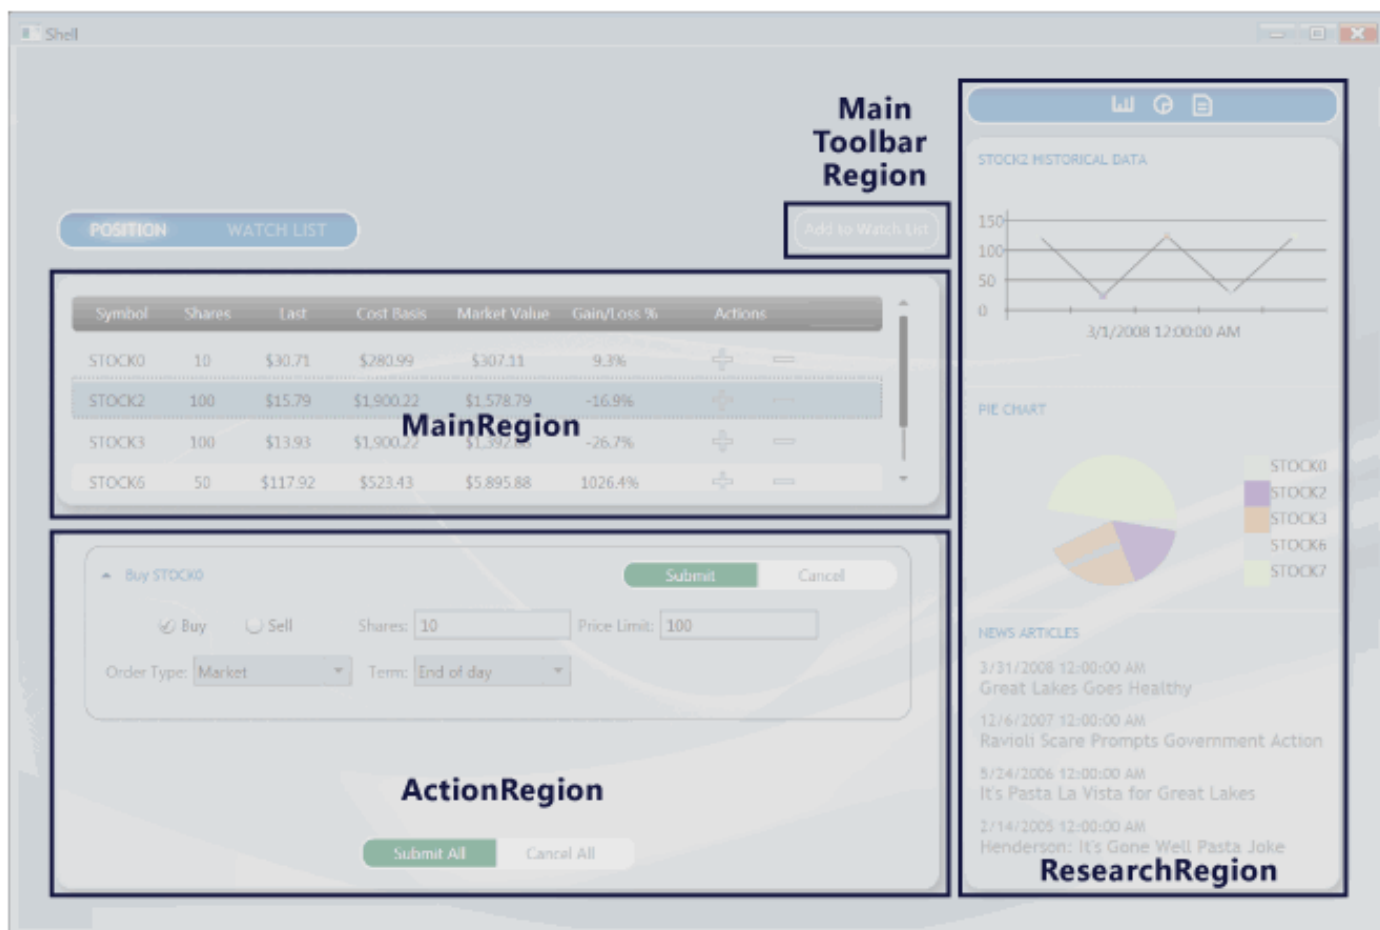 Shell
Main
Toolbar
Region
POSITION WATCH LIST
Add to Watch List
Symbol Shares Last Cost Basis Market Value Gain/Loss % Actions
STOCK0 10 $30.71 $280.99 $307.11 9.3%
STOCK2 100 $15.79 $1,900.22 $1,578.79 -16.9%
MainRegion
STOCK3 100 $13.93 $1,900.22 -26.7%
STOCK6 50 $117.92 $523.43 $5,895.88 1026.4%
Buy STOCK0
Submit Cancel
Buy Sell Shares: 10 Price Limit: 100
Order Type: Market Term: End of day
ActionRegion
Submit All Cancel All
STOCK2 HISTORICAL DATA
150
100
50
0
3/1/2008 12:00:00 AM
PIE CHART
STOCK0
STOCK2
STOCK3
STOCK6
STOCK7
NEWS ARTICLES
3/31/2008 12:00:00 AM
Great Lakes Goes Healthy
12/6/2007 12:00:00 AM
Ravioli Scare Prompts Government Action
5/24/2006 12:00:00 AM
It's Pasta La Vista for Great Lakes
2/14/2005 12:00:00 AM
Henderson: It's Gone Well Pasta Joke
ResearchRegion